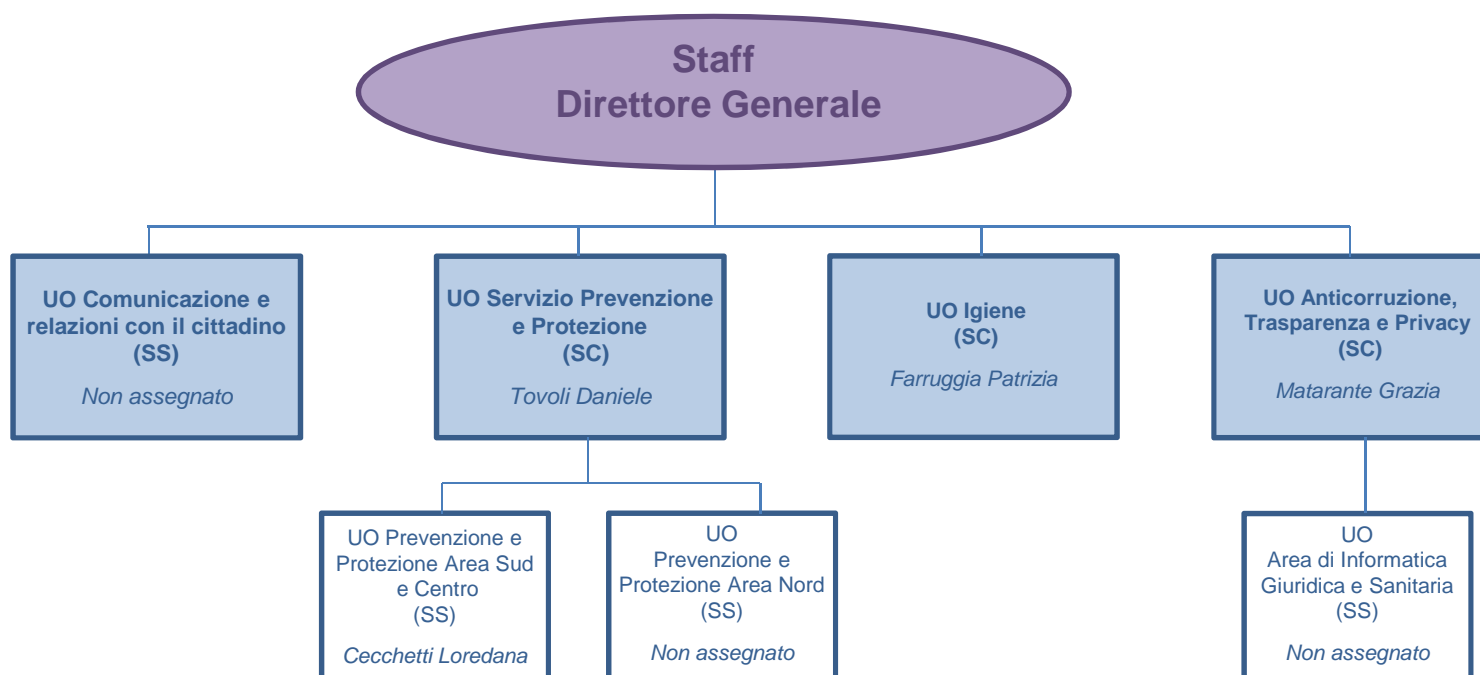 Staff
Direttore Generale
UO Comunicazione e
relazioni con il cittadino
(SS)
Non assegnato
UO Servizio Prevenzione
e Protezione
(SC)
Tovoli Daniele
UO Igiene
(SC)
Farruggia Patrizia
UO Anticorruzione,
Trasparenza e Privacy
(SC)
Matarante Grazia
UO Prevenzione e
Protezione Area Sud
e Centro
(SS)
Cecchetti Loredana
UO
Prevenzione e
Protezione Area Nord
(SS)
Non assegnato
UO
Area di Informatica
Giuridica e Sanitaria
(SS)
Non assegnato